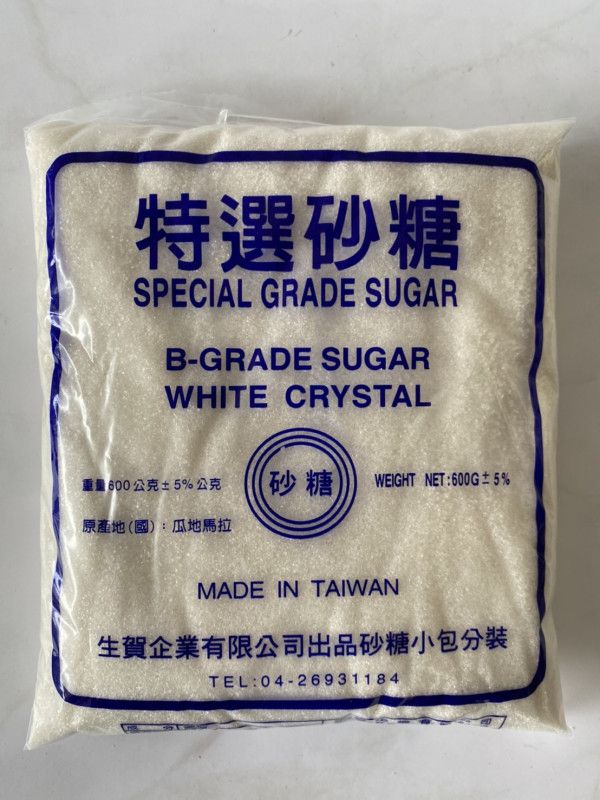 特選砂糖
SPECIAL GRADE SUGAR
B-GRADE SUGAR
WHITE CRYSTAL
重量600公克±5%公克
砂糖
WEIGHT NET:600G±5%
原產地(國):瓜地馬拉
MADE IN TAIWAN
生賀企業有限公司出品砂糖小包分裝
TEL:04-26931184